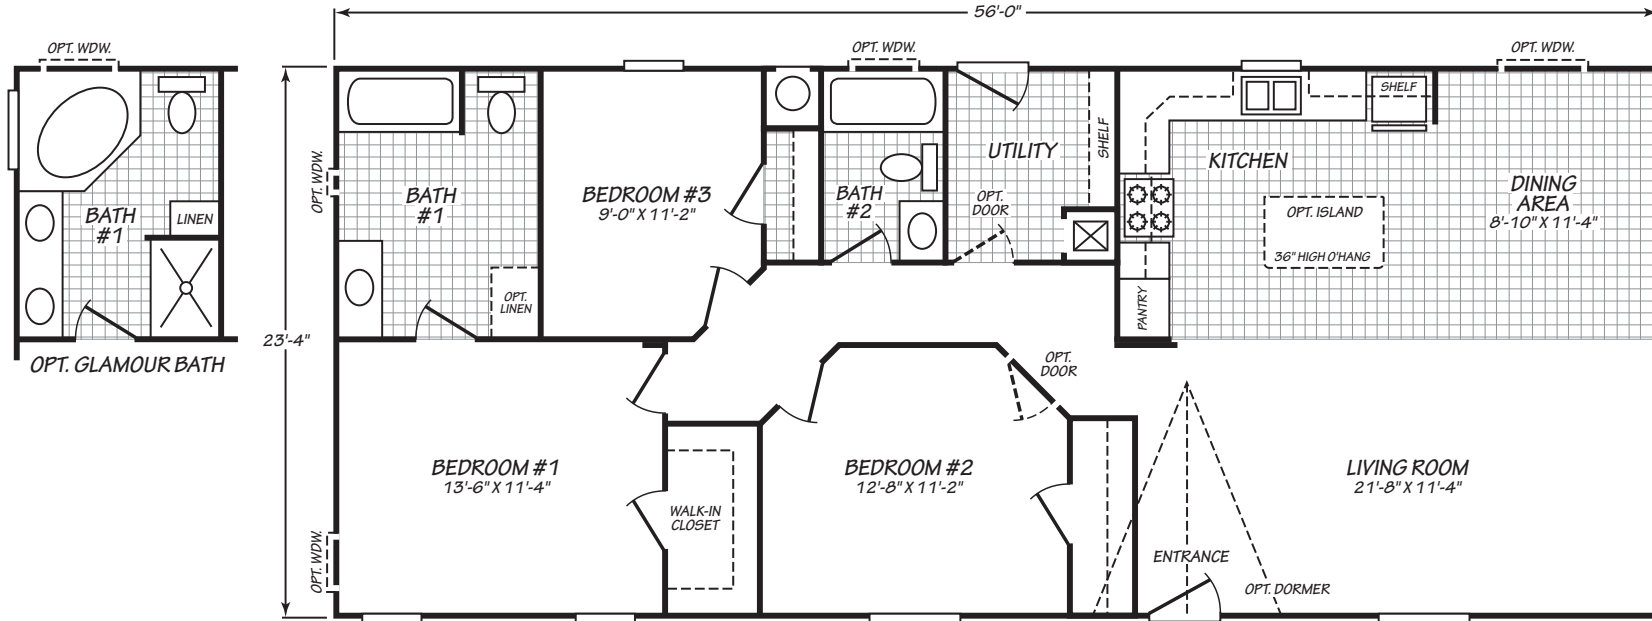 56'-0"
OPT. WDW.
BATH
#1
LINEN
OPT. GLAMOUR BATH
23'-4"
OPT. WDW.
BATH
#1
OPT.
LINEN
BEDROOM #3
9'-0" X 11'-2"
OPT. WDW.
BATH
#2
UTILITY
SHELF
OPT.
DOOR
KITCHEN
SHELF
OPT. ISLAND
36" HIGH O'HANG
PANTRY
OPT. WDW.
DINING
AREA
8'-10" X 11'-4"
BEDROOM #1
13'-6" X 11'-4"
OPT. WDW.
WALK-IN
CLOSET
BEDROOM #2
12'-8" X 11'-2"
OPT.
DOOR
LIVING ROOM
21'-8" X 11'-4"
ENTRANCE
OPT. DORMER